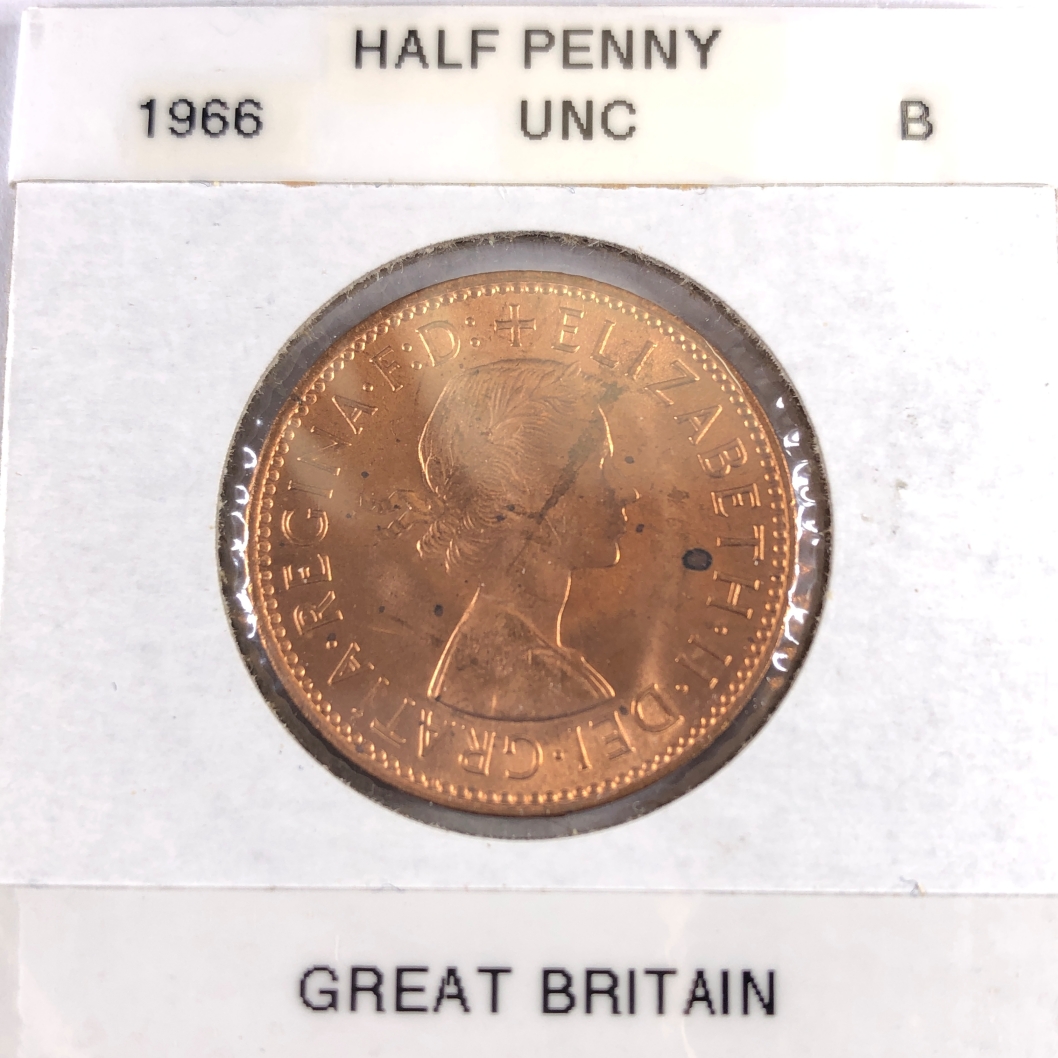 HALF PENNY
1966 UNC B
+ ELIZABETH·II·DEI·GRATIA·REGINA·F:D:
GREAT BRITAIN